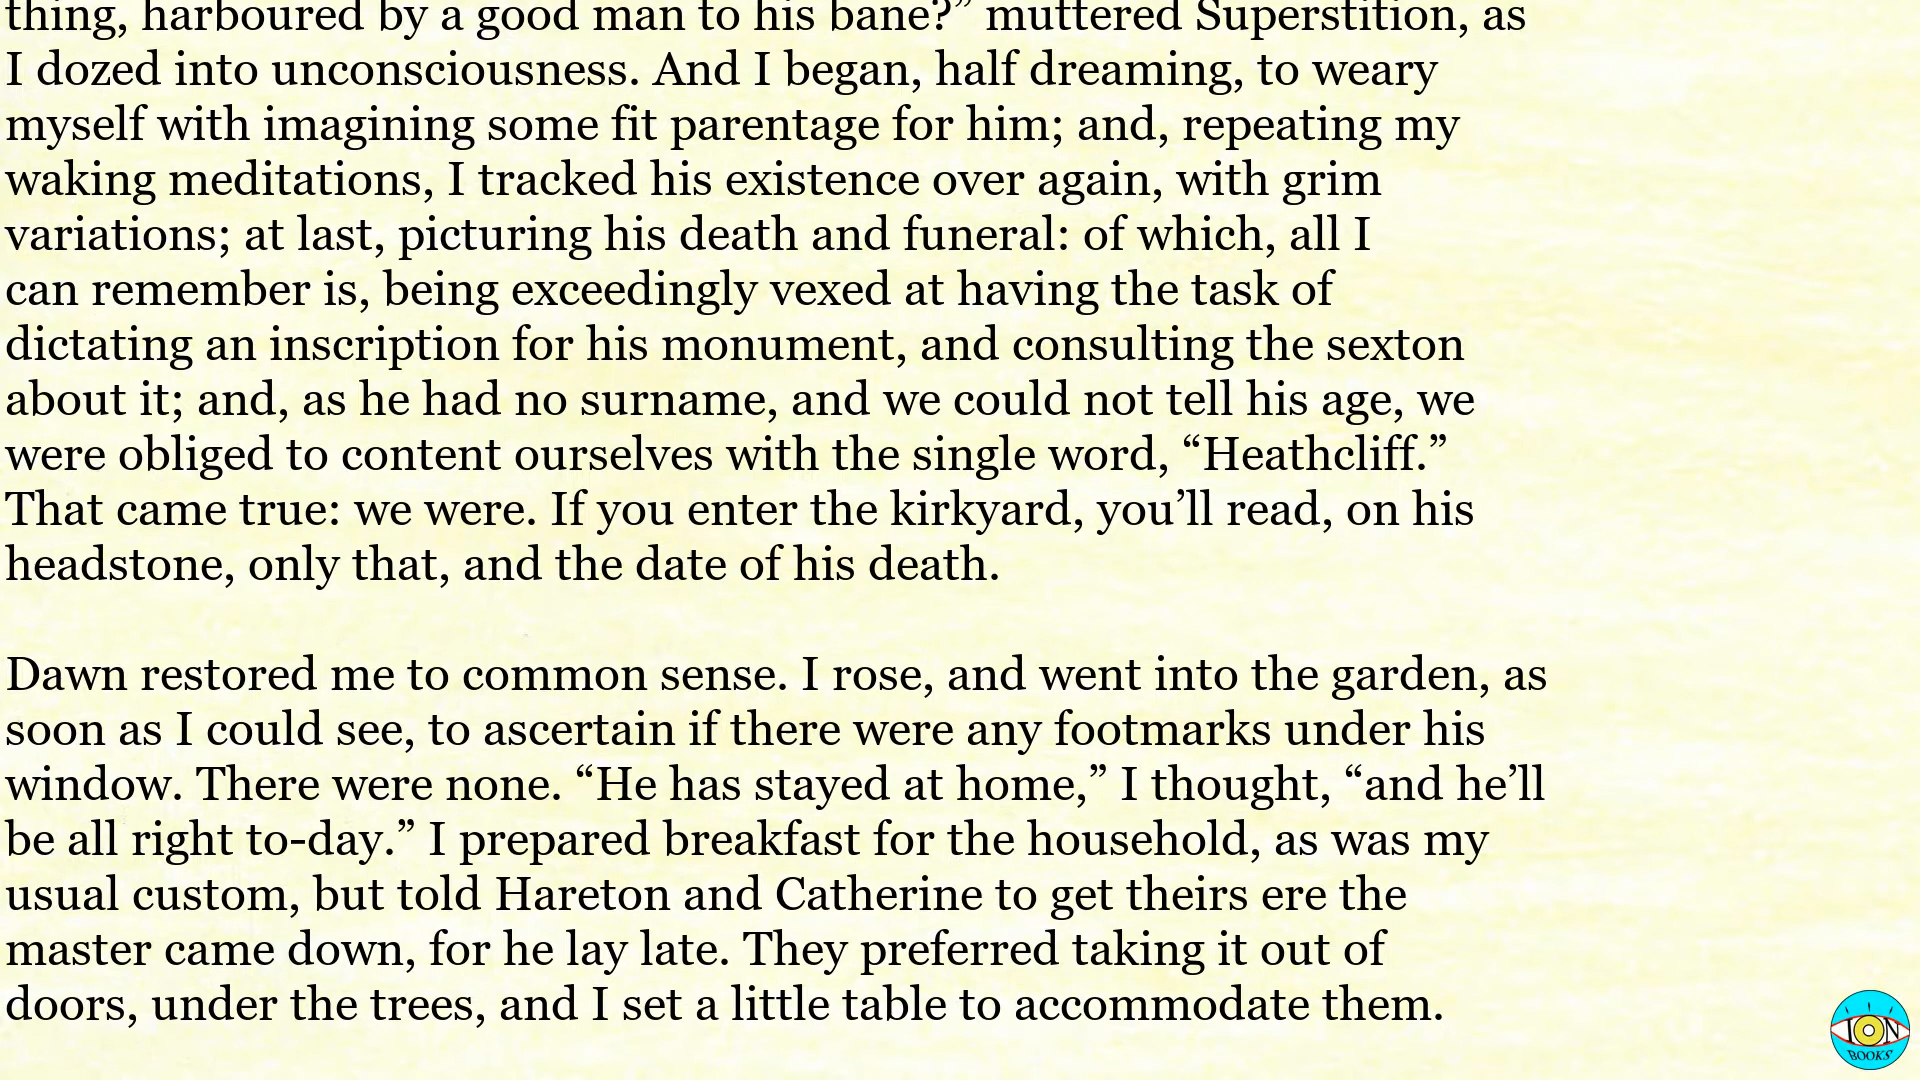 thing, harboured by a good man to his bane?” muttered Superstition, as
I dozed into unconsciousness. And I began, half dreaming, to weary
myself with imagining some fit parentage for him; and, repeating my
waking meditations, I tracked his existence over again, with grim
variations; at last, picturing his death and funeral: of which, all I
can remember is, being exceedingly vexed at having the task of
dictating an inscription for his monument, and consulting the sexton
about it; and, as he had no surname, and we could not tell his age, we
were obliged to content ourselves with the single word, “Heathcliff.”
That came true: we were. If you enter the kirkyard, you’ll read, on his
headstone, only that, and the date of his death.
Dawn restored me to common sense. I rose, and went into the garden, as
soon as I could see, to ascertain if there were any footmarks under his
window. There were none. “He has stayed at home,” I thought, “and he’ll
be all right to-day.” I prepared breakfast for the household, as was my
usual custom, but told Hareton and Catherine to get theirs ere the
master came down, for he lay late. They preferred taking it out of
doors, under the trees, and I set a little table to accommodate them.
ION
BOOKS